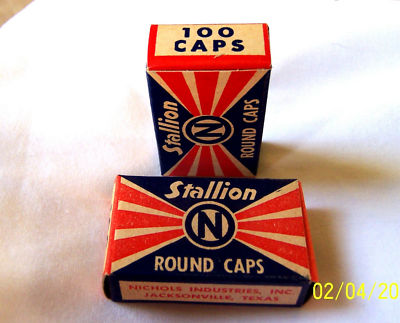 100
CAPS
Stallion
N
ROUND CAPS
Stallion
N
ROUND CAPS
NICHOLS INDUSTRIES, INC.
JACKSONVILLE, TEXAS
02/04/20